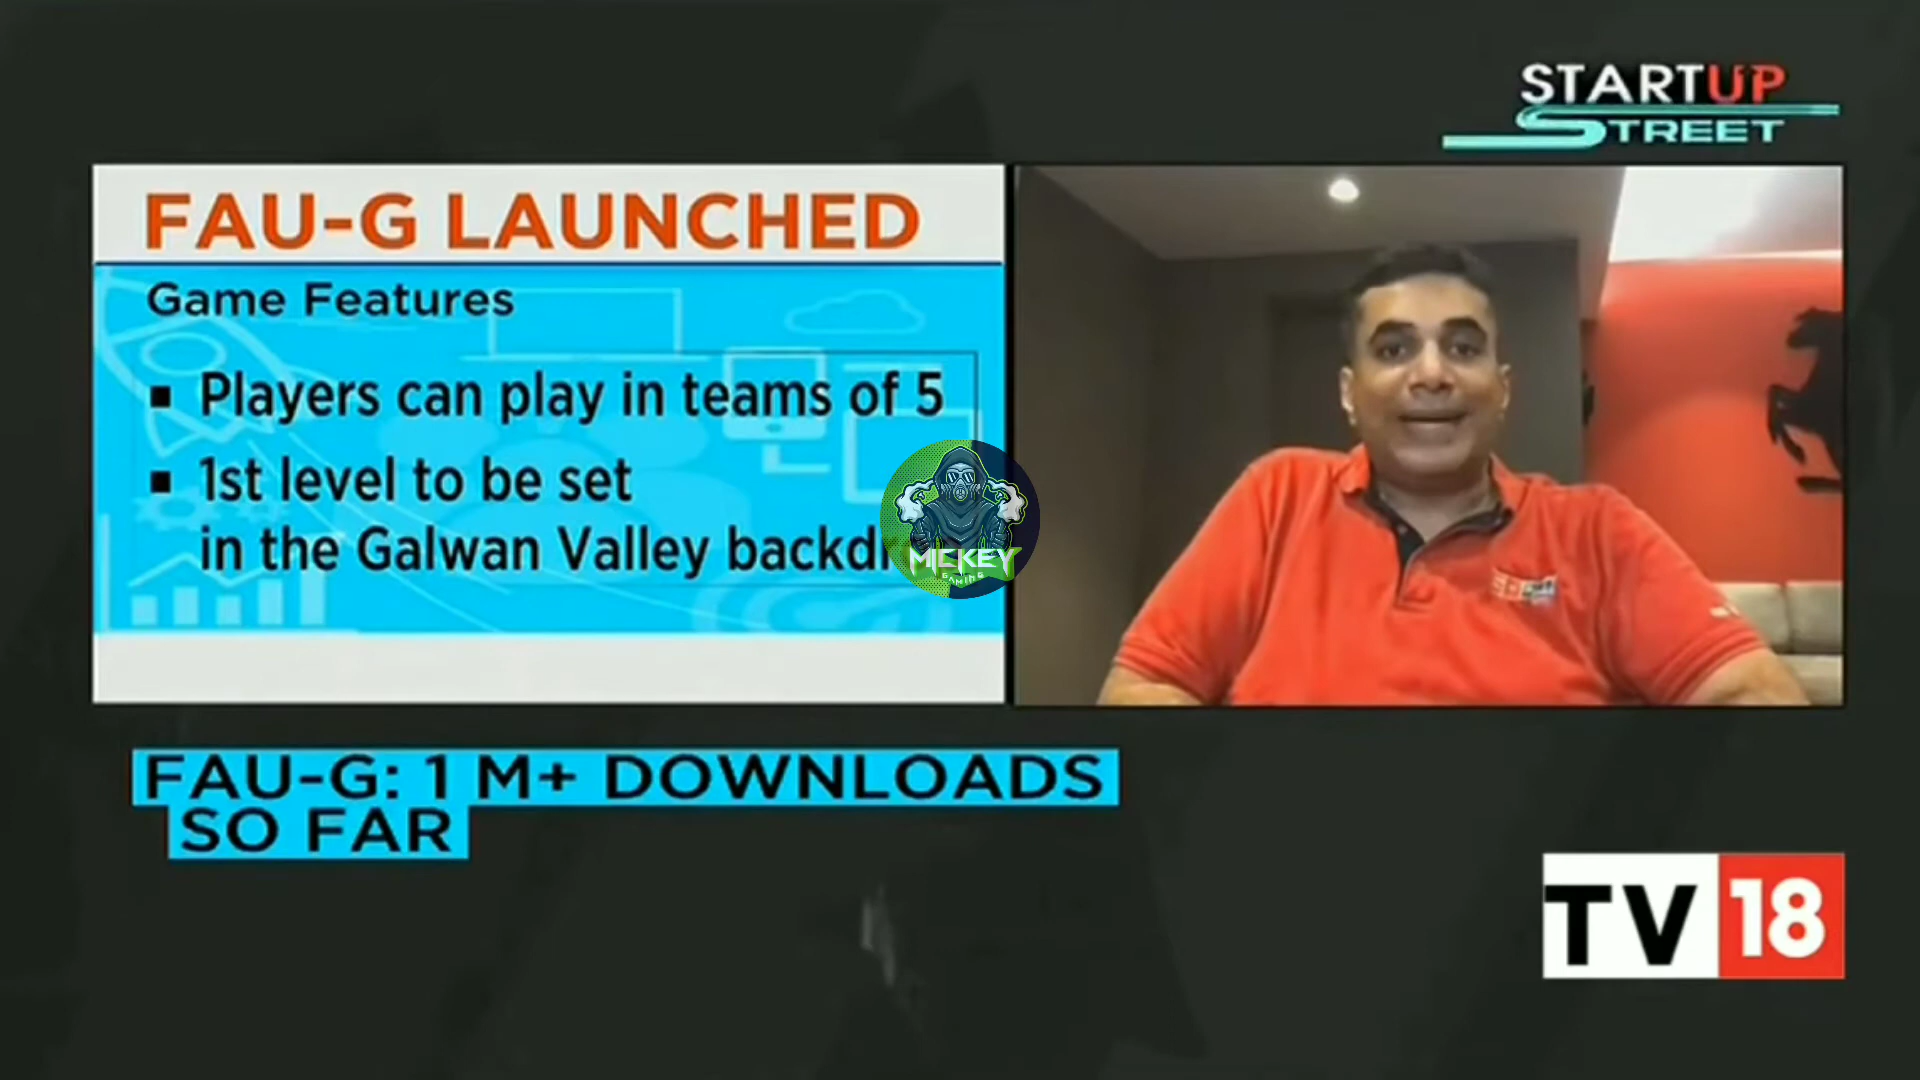 STARTUP
STREET
FAU-G LAUNCHED
Game Features
▪ Players can play in teams of 5
▪ 1st level to be set
in the Galwan Valley
MICKEY
GAMING
FAU-G: 1 M+ DOWNLOADS
SO FAR
TV18